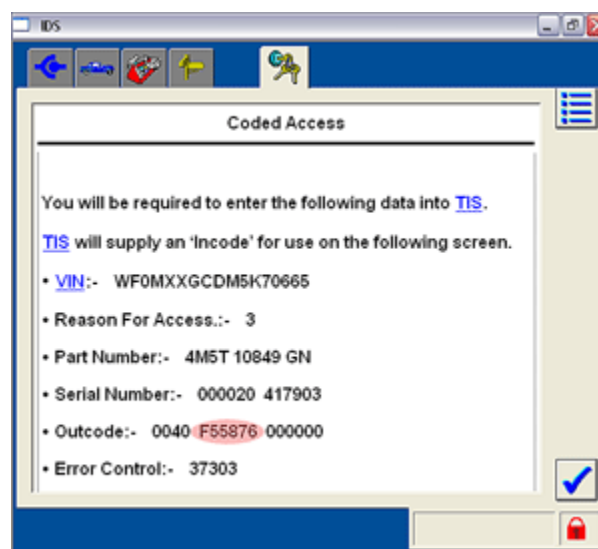 IDS
Coded Access
You will be required to enter the following data into TIS.
TIS will supply an 'Incode' for use on the following screen.
• VIN:- WF0MXXGCDM5K70665
• Reason For Access.:- 3
• Part Number:- 4M5T 10849 GN
• Serial Number:- 000020 417903
• Outcode:- 0040 F55876 000000
• Error Control:- 37303